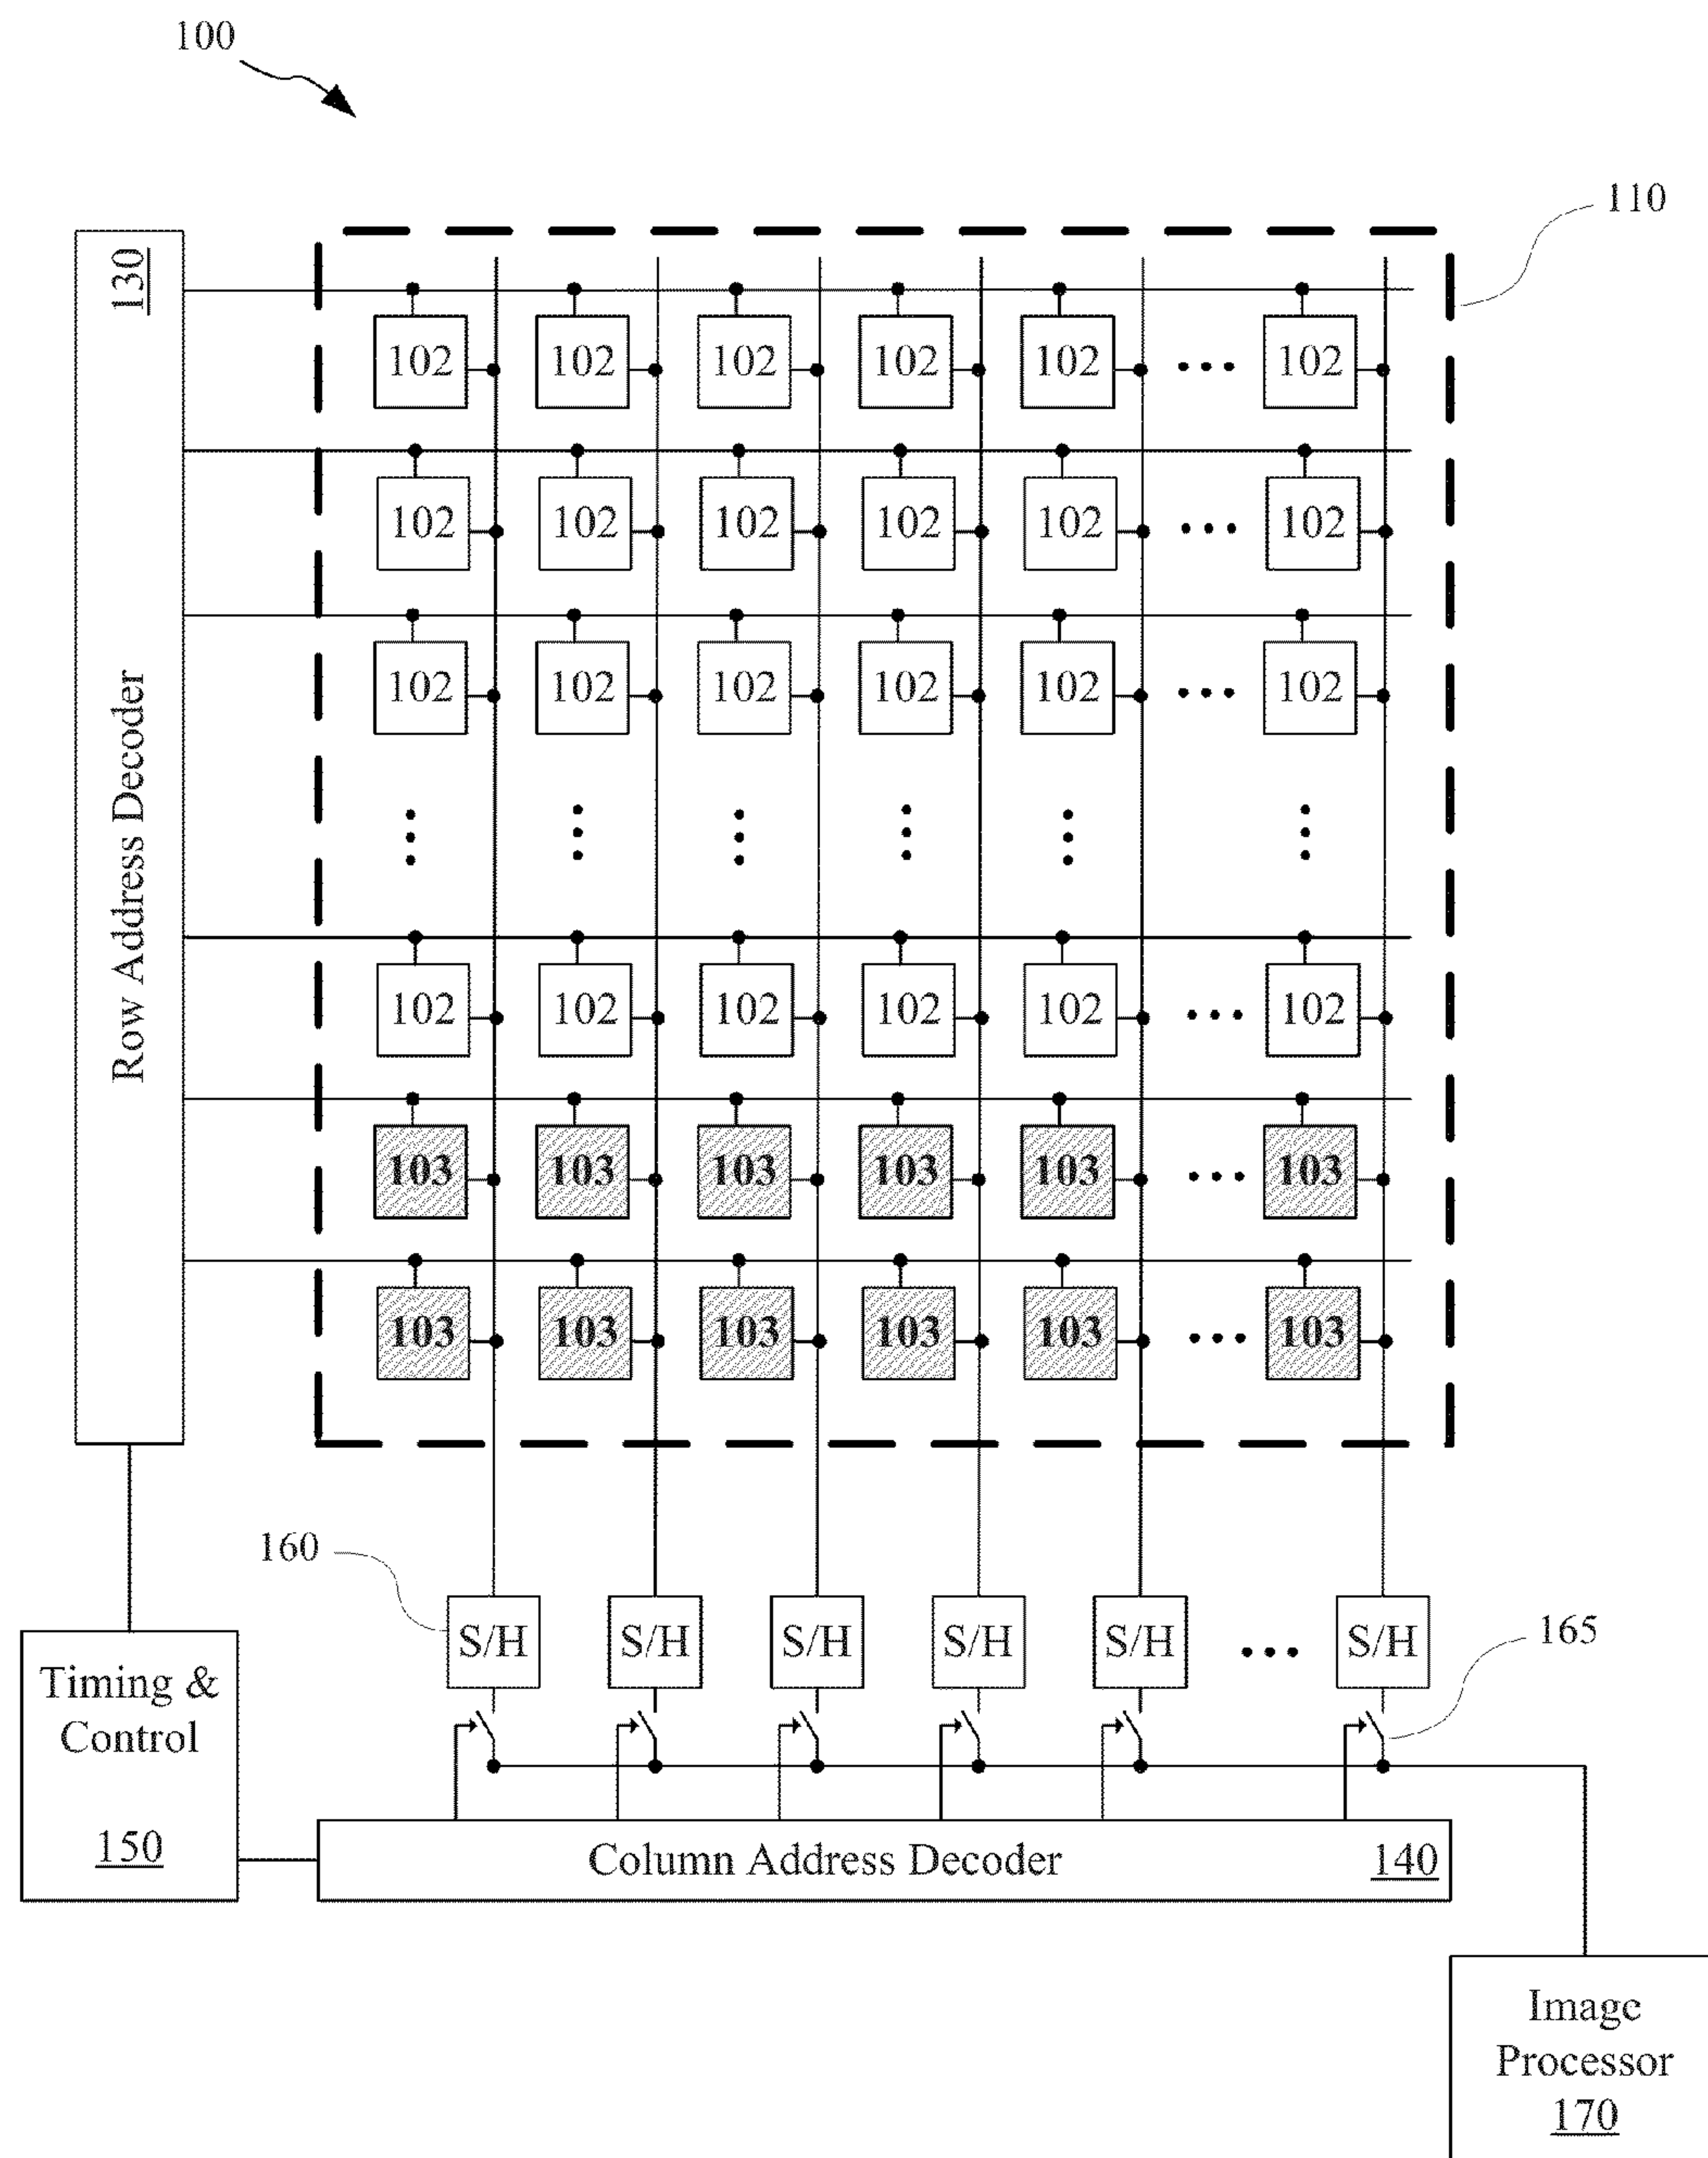 100
110
130
Row Address Decoder
102 102 102 102 102 ... 102
102 102 102 102 102 ... 102
102 102 102 102 102 ... 102
102 102 102 102 102 ... 102
103 103 103 103 103 ... 103
103 103 103 103 103 ... 103
160
S/H S/H S/H S/H S/H ... S/H
165
Timing &
Control
150
Column Address Decoder 140
Image
Processor
170